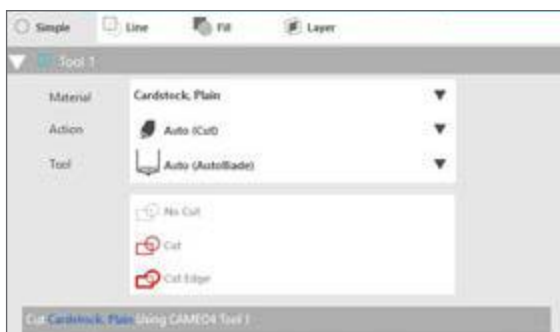 Simple Line Fill Layer
Tool 1
Material Cardstock, Plain
Action Auto (Cut)
Tool Auto (AutoBlade)
No Cut
Cut
Cut Edge
Cut Cardstock, Plain Using CAMEO4 Tool 1